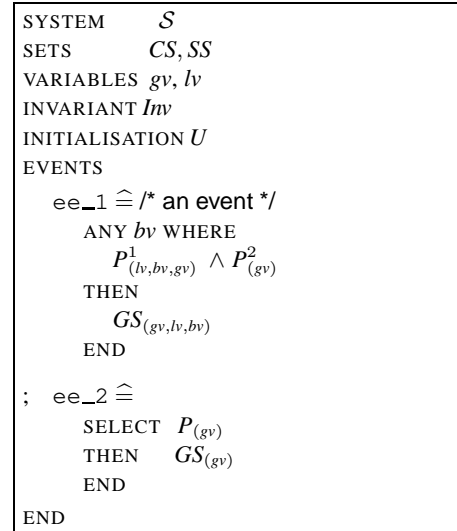 SYSTEM 𝒮
SETS CS, SS
VARIABLES gv, lv
INVARIANT Inv
INITIALISATION U
EVENTS
ee_1 ≙ /* an event */
ANY bv WHERE
P¹₍lv,bv,gv₎ ∧ P²₍gv₎
THEN
GS₍gv,lv,bv₎
END
; ee_2 ≙
SELECT P₍gv₎
THEN GS₍gv₎
END
END